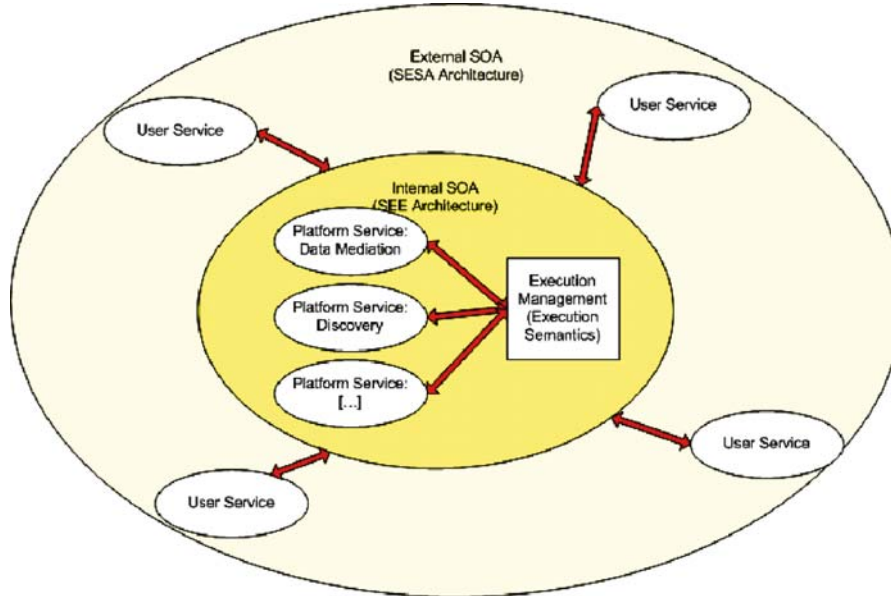 External SOA
(SESA Architecture)
User Service
User Service
Internal SOA
(SEE Architecture)
Platform Service:
Data Mediation
Execution
Management
(Execution
Semantics)
Platform Service:
Discovery
Platform Service:
[...]
User Service
User Service